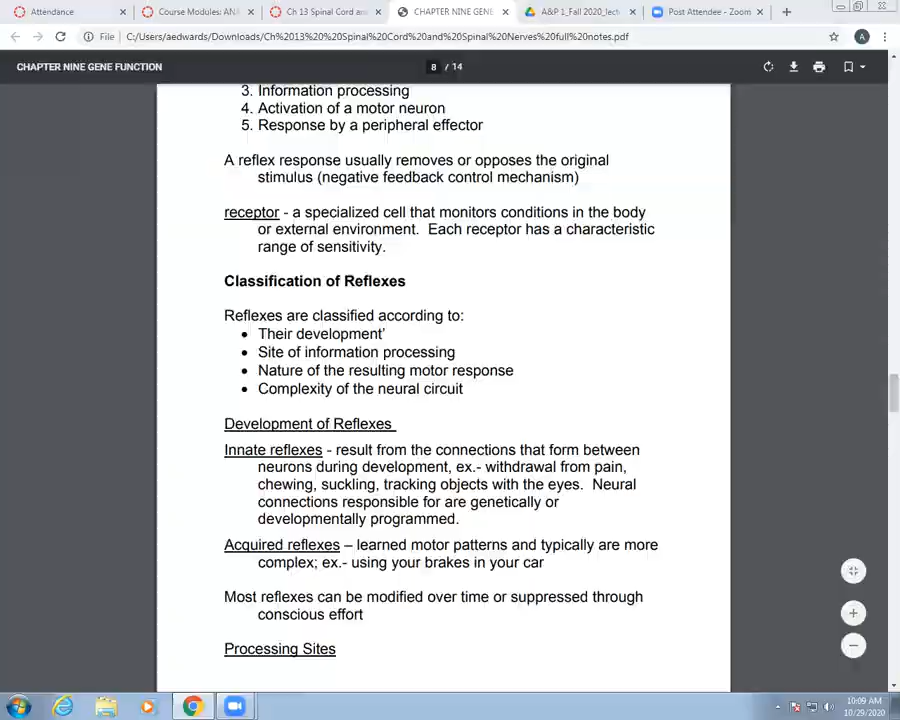 Attendance
Course Modules: AN
Ch 13 Spinal Cord an
CHAPTER NINE GENE
A&P 1_Fall 2020_lect
Post Attendee - Zoom
File
C:/Users/aedwards/Downloads/Ch%2013%20%20Spinal%20Cord%20and%20Spinal%20Nerves%20full%20notes.pdf
A
CHAPTER NINE GENE FUNCTION
8 / 14
3. Information processing
4. Activation of a motor neuron
5. Response by a peripheral effector
A reflex response usually removes or opposes the original
stimulus (negative feedback control mechanism)
receptor - a specialized cell that monitors conditions in the body
or external environment. Each receptor has a characteristic
range of sensitivity.
Classification of Reflexes
Reflexes are classified according to:
• Their development’
• Site of information processing
• Nature of the resulting motor response
• Complexity of the neural circuit
Development of Reflexes
Innate reflexes - result from the connections that form between
neurons during development, ex.- withdrawal from pain,
chewing, suckling, tracking objects with the eyes. Neural
connections responsible for are genetically or
developmentally programmed.
Acquired reflexes – learned motor patterns and typically are more
complex; ex.- using your brakes in your car
Most reflexes can be modified over time or suppressed through
conscious effort
Processing Sites
10:09 AM
10/29/2020